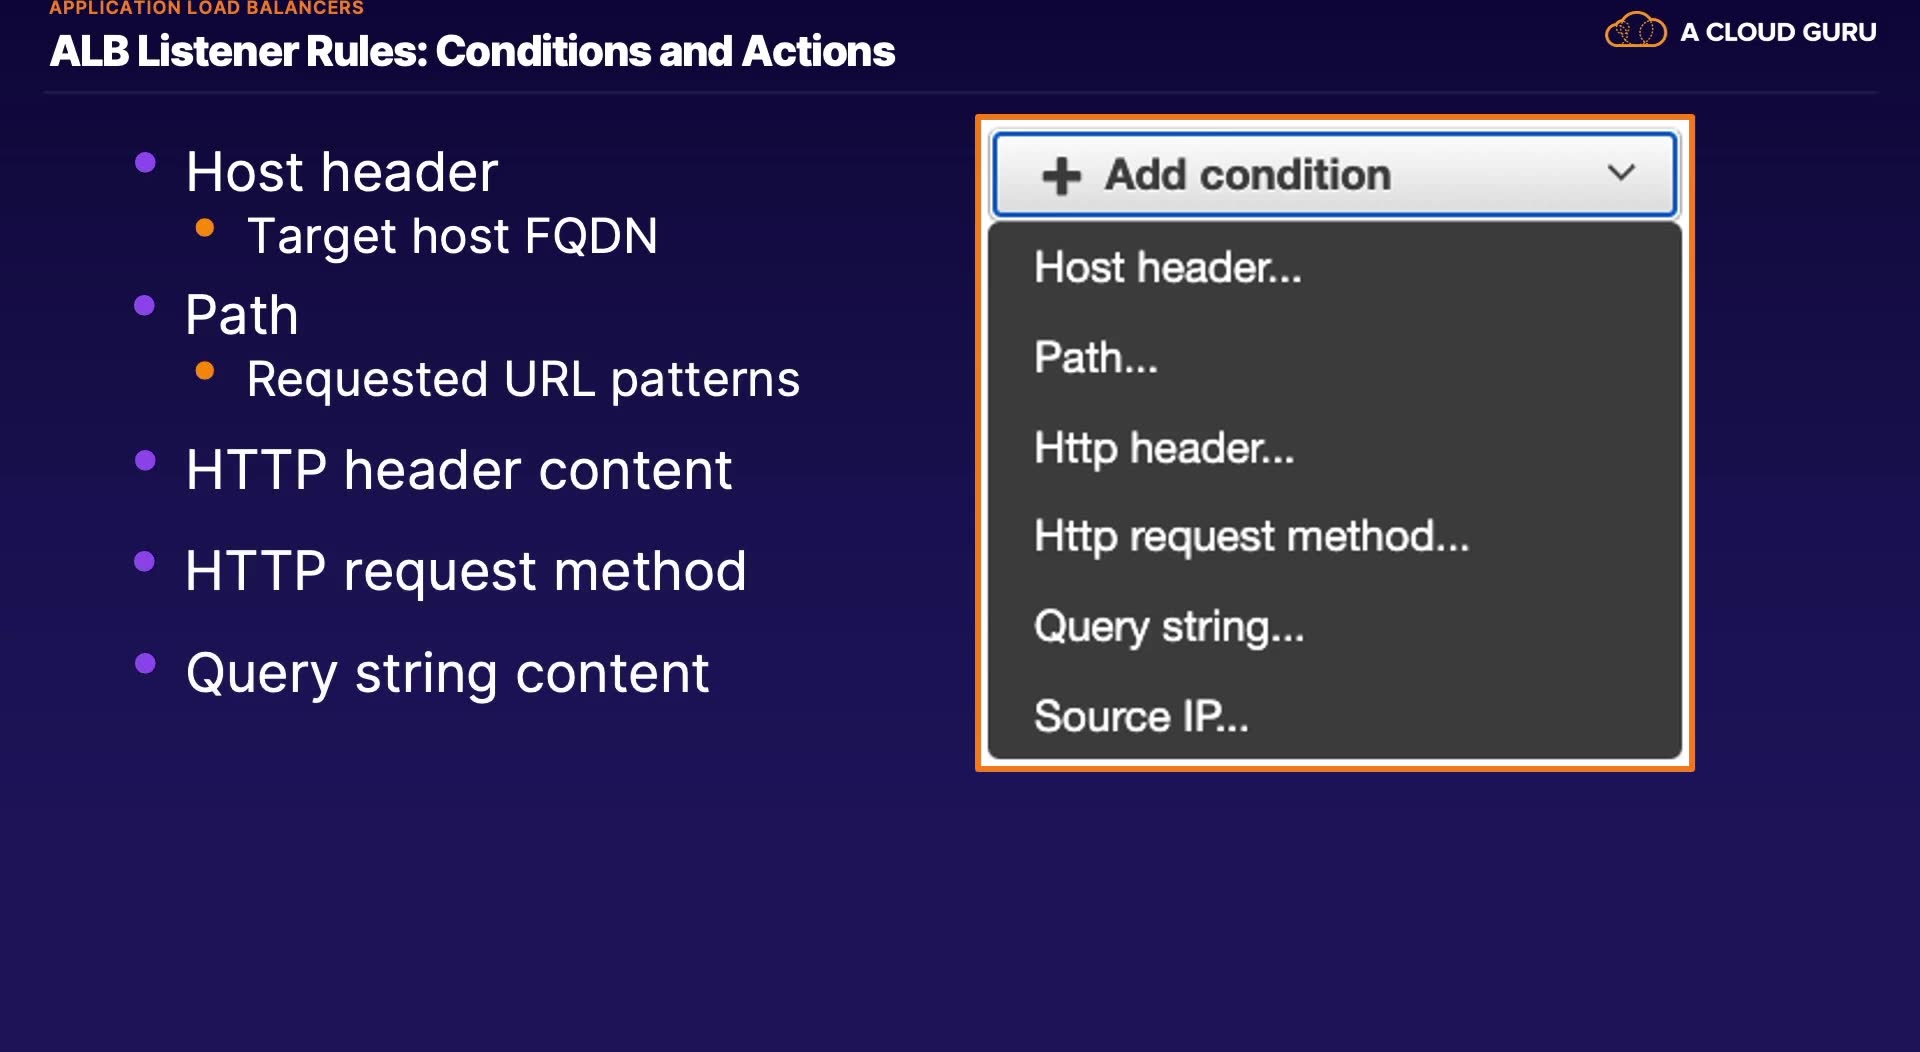 APPLICATION LOAD BALANCERS
ALB Listener Rules: Conditions and Actions
A CLOUD GURU
Host header
Target host FQDN
Path
Requested URL patterns
HTTP header content
HTTP request method
Query string content
Add condition
Host header...
Path...
Http header...
Http request method...
Query string...
Source IP...